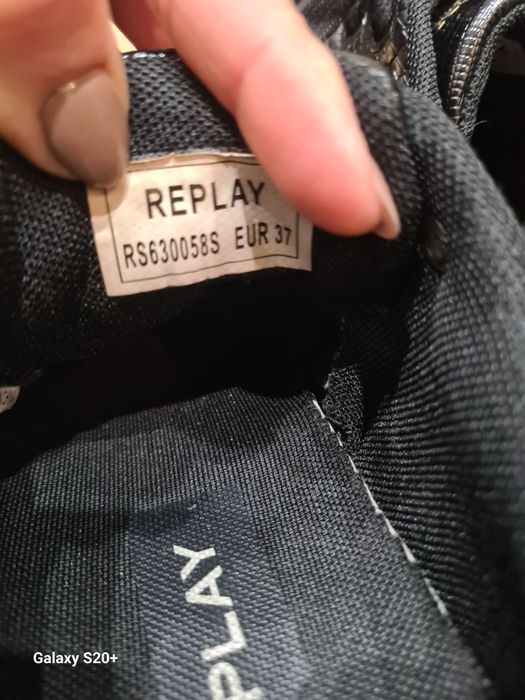 REPLAY
RS630058S EUR 37
PLAY
Galaxy S20+